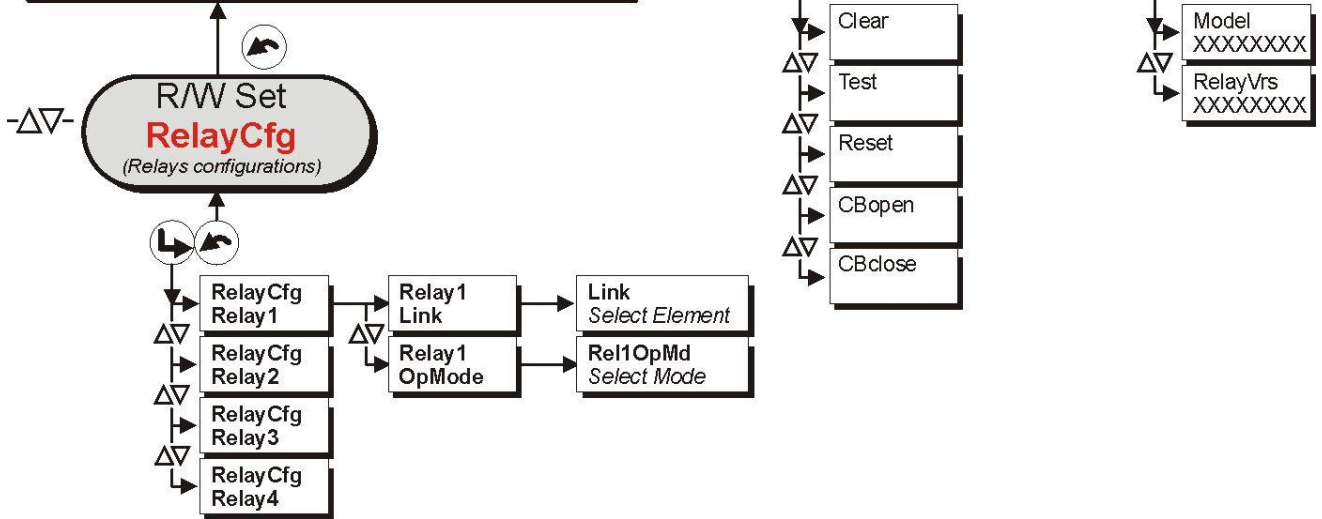 R/W Set
RelayCfg
(Relays configurations)
RelayCfg
Relay1
Relay1
Link
Link
Select Element
RelayCfg
Relay2
Relay1
OpMode
Rel1OpMd
Select Mode
RelayCfg
Relay3
RelayCfg
Relay4
Clear
Test
Reset
CBopen
CBclose
Model
XXXXXXXX
RelayVrs
XXXXXXXX